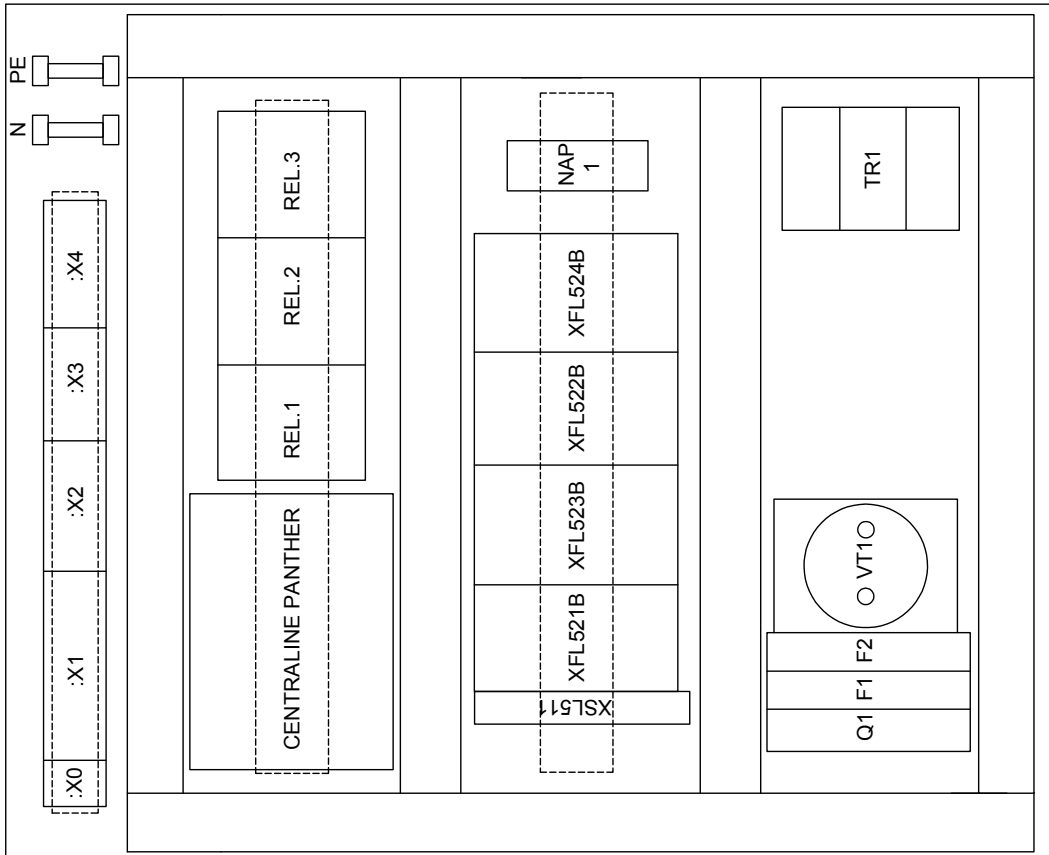 :X0
:X1
:X2
:X3
:X4
N
PE
CENTRALINE PANTHER
REL.1
REL.2
REL.3
XSL511
XFL521B
XFL523B
XFL522B
XFL524B
NAP
1
Q1
F1
F2
VT1
TR1